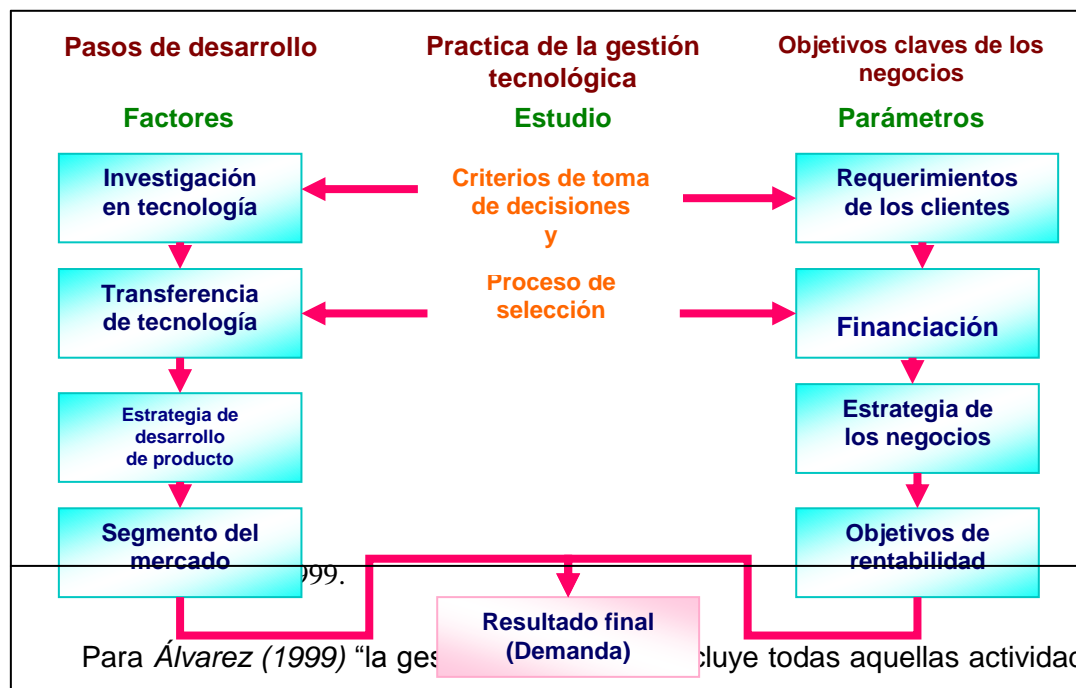 Pasos de desarrollo
Practica de la gestión
tecnológica
Objetivos claves de los
negocios
Factores
Estudio
Parámetros
Investigación
en tecnología
Criterios de toma
de decisiones
y
Requerimientos
de los clientes
Transferencia
de tecnología
Proceso de
selección
Financiación
Estrategia de
desarrollo
de producto
Estrategia de
los negocios
Segmento del
mercado
Objetivos de
rentabilidad
999.
Resultado final
(Demanda)
Para Álvarez (1999) “la ges cluye todas aquellas actividad